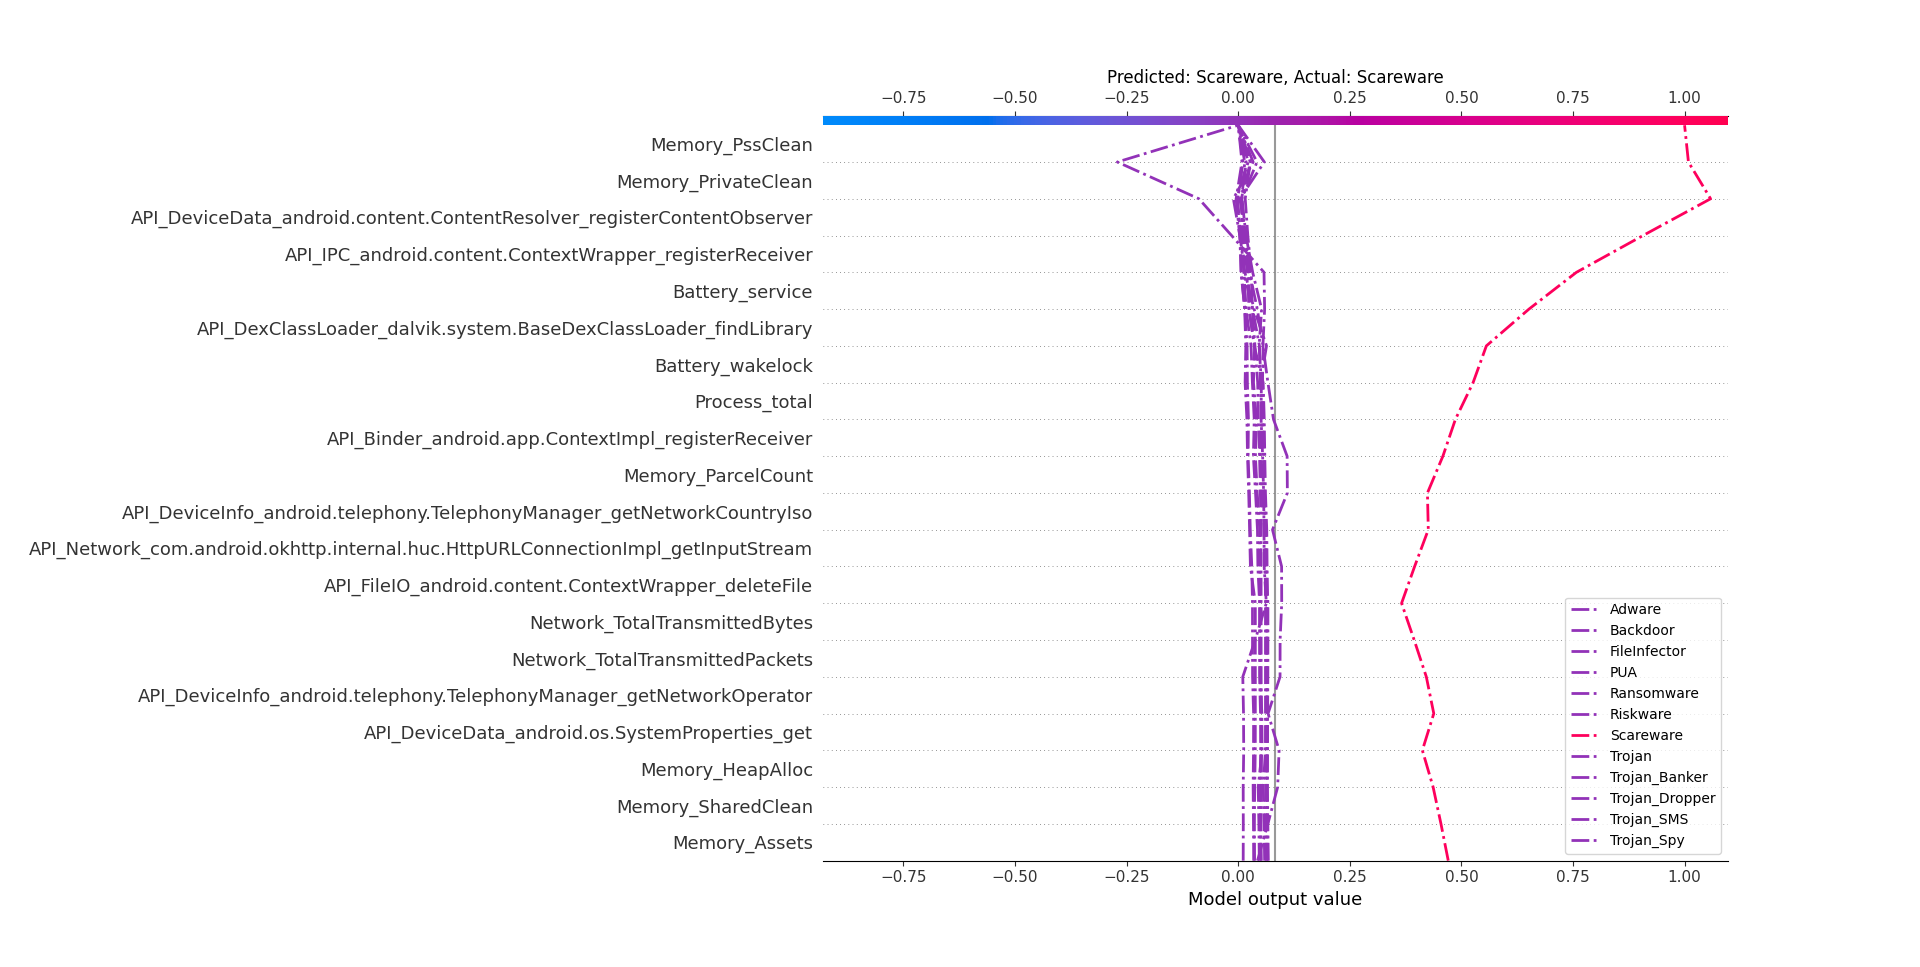 Predicted: Scareware, Actual: Scareware
−0.75 −0.50 −0.25 0.00 0.25 0.50 0.75 1.00
Memory_PssClean
Memory_PrivateClean
API_DeviceData_android.content.ContentResolver_registerContentObserver
API_IPC_android.content.ContextWrapper_registerReceiver
Battery_service
API_DexClassLoader_dalvik.system.BaseDexClassLoader_findLibrary
Battery_wakelock
Process_total
API_Binder_android.app.ContextImpl_registerReceiver
Memory_ParcelCount
API_DeviceInfo_android.telephony.TelephonyManager_getNetworkCountryIso
API_Network_com.android.okhttp.internal.huc.HttpURLConnectionImpl_getInputStream
API_FileIO_android.content.ContextWrapper_deleteFile
Network_TotalTransmittedBytes
Network_TotalTransmittedPackets
API_DeviceInfo_android.telephony.TelephonyManager_getNetworkOperator
API_DeviceData_android.os.SystemProperties_get
Memory_HeapAlloc
Memory_SharedClean
Memory_Assets
Adware
Backdoor
FileInfector
PUA
Ransomware
Riskware
Scareware
Trojan
Trojan_Banker
Trojan_Dropper
Trojan_SMS
Trojan_Spy
−0.75 −0.50 −0.25 0.00 0.25 0.50 0.75 1.00
Model output value